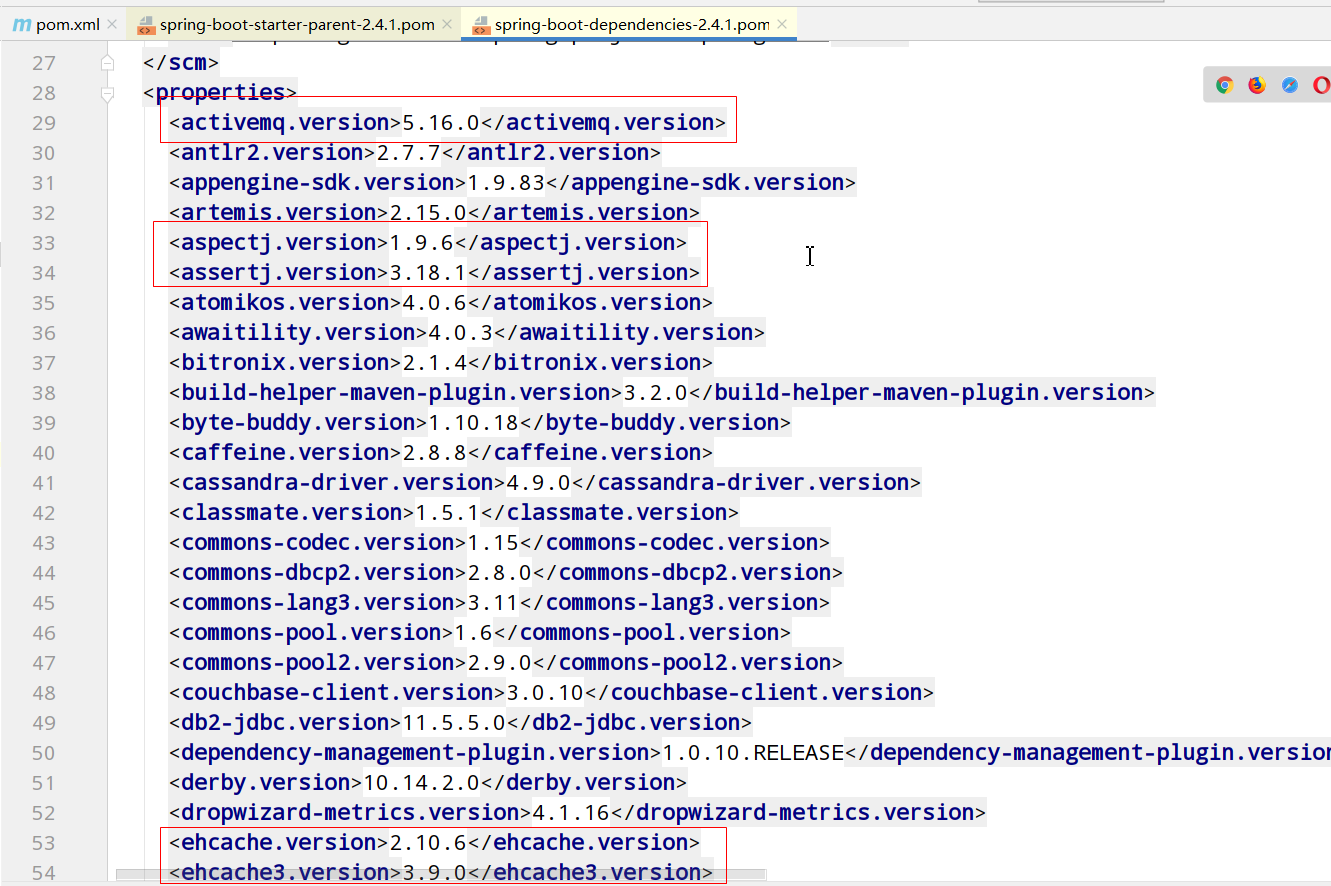 pom.xml
spring-boot-starter-parent-2.4.1.pom
spring-boot-dependencies-2.4.1.pom
27 </scm>
28 <properties>
29 <activemq.version>5.16.0</activemq.version>
30 <antlr2.version>2.7.7</antlr2.version>
31 <appengine-sdk.version>1.9.83</appengine-sdk.version>
32 <artemis.version>2.15.0</artemis.version>
33 <aspectj.version>1.9.6</aspectj.version>
34 <assertj.version>3.18.1</assertj.version>
35 <atomikos.version>4.0.6</atomikos.version>
36 <awaitility.version>4.0.3</awaitility.version>
37 <bitronix.version>2.1.4</bitronix.version>
38 <build-helper-maven-plugin.version>3.2.0</build-helper-maven-plugin.version>
39 <byte-buddy.version>1.10.18</byte-buddy.version>
40 <caffeine.version>2.8.8</caffeine.version>
41 <cassandra-driver.version>4.9.0</cassandra-driver.version>
42 <classmate.version>1.5.1</classmate.version>
43 <commons-codec.version>1.15</commons-codec.version>
44 <commons-dbcp2.version>2.8.0</commons-dbcp2.version>
45 <commons-lang3.version>3.11</commons-lang3.version>
46 <commons-pool.version>1.6</commons-pool.version>
47 <commons-pool2.version>2.9.0</commons-pool2.version>
48 <couchbase-client.version>3.0.10</couchbase-client.version>
49 <db2-jdbc.version>11.5.5.0</db2-jdbc.version>
50 <dependency-management-plugin.version>1.0.10.RELEASE</dependency-management-plugin.version
51 <derby.version>10.14.2.0</derby.version>
52 <dropwizard-metrics.version>4.1.16</dropwizard-metrics.version>
53 <ehcache.version>2.10.6</ehcache.version>
54 <ehcache3.version>3.9.0</ehcache3.version>